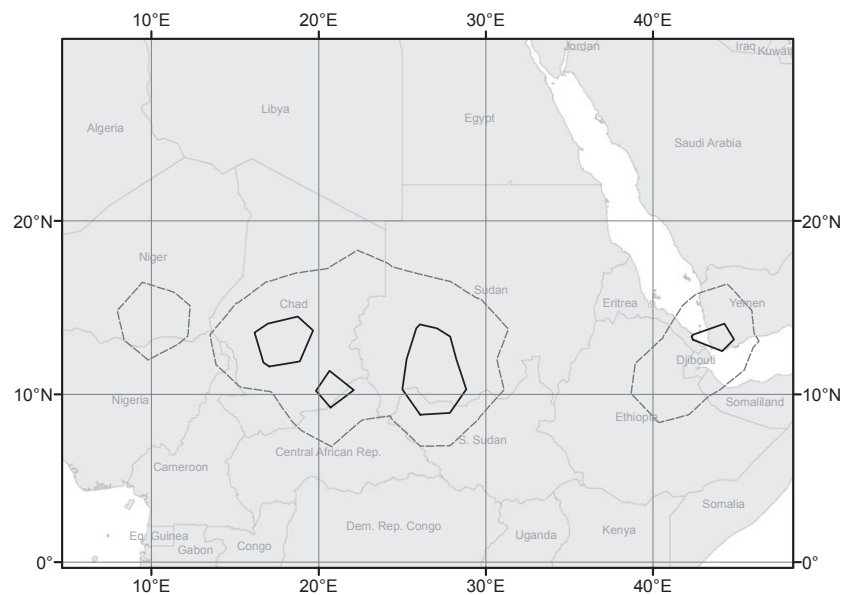 10°E 20°E 30°E 40°E
Jordan
Iraq
Kuwait
Libya
Algeria
Egypt
Saudi Arabia
20°N 20°N
Niger
Sudan
Chad
Eritrea
Yemen
Djibouti
10°N 10°N
Nigeria
Somaliland
Ethiopia
S. Sudan
Central African Rep.
Cameroon
Somalia
Dem. Rep. Congo
Kenya
Eq. Guinea
Uganda
Congo
Gabon
0° 0°
10°E 20°E 30°E 40°E